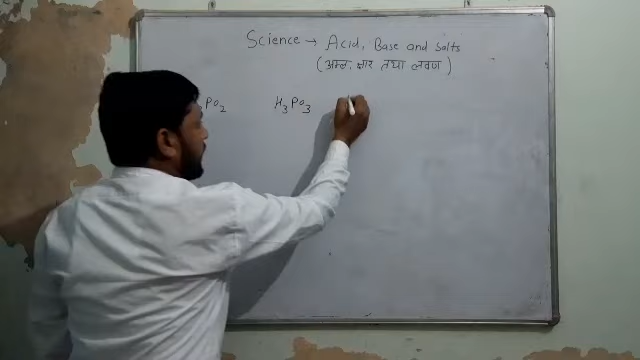 Science → Acid, Base and Salts
(अम्ल, क्षार तथा लवण)
PO2 H3PO3